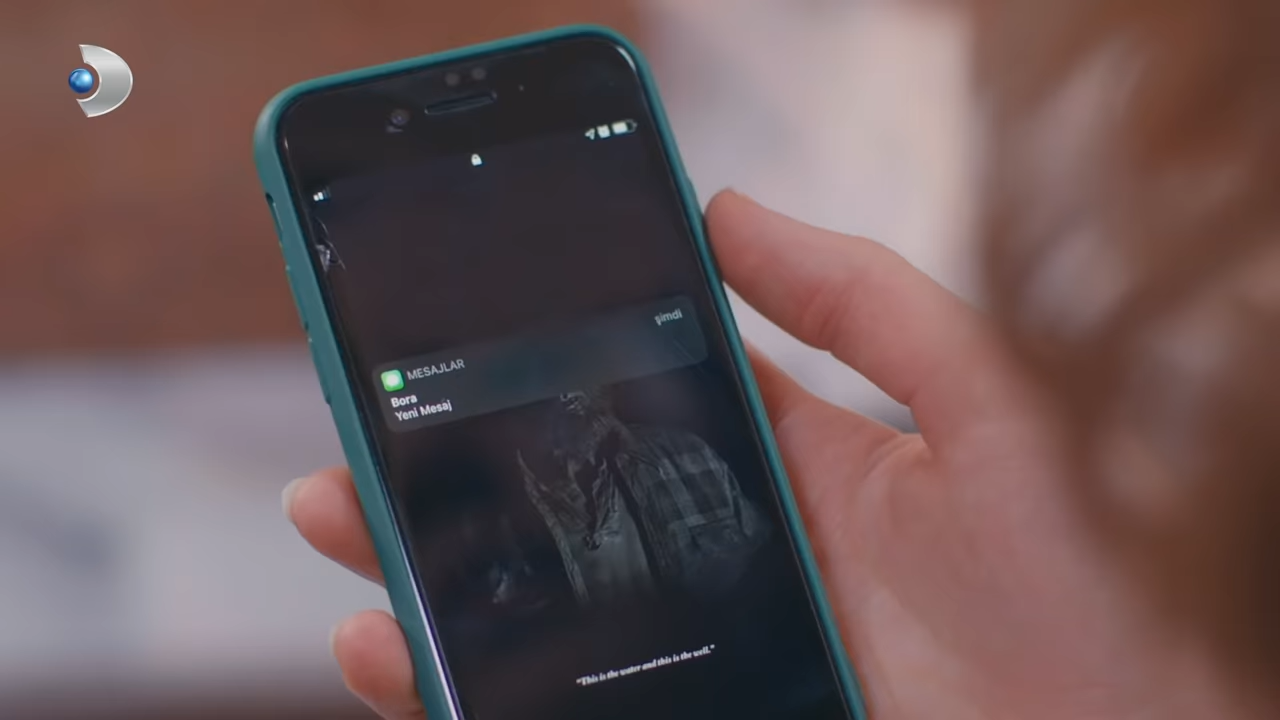 şimdi
MESAJLAR
Bora
Yeni Mesaj
"This is the water and this is the well."